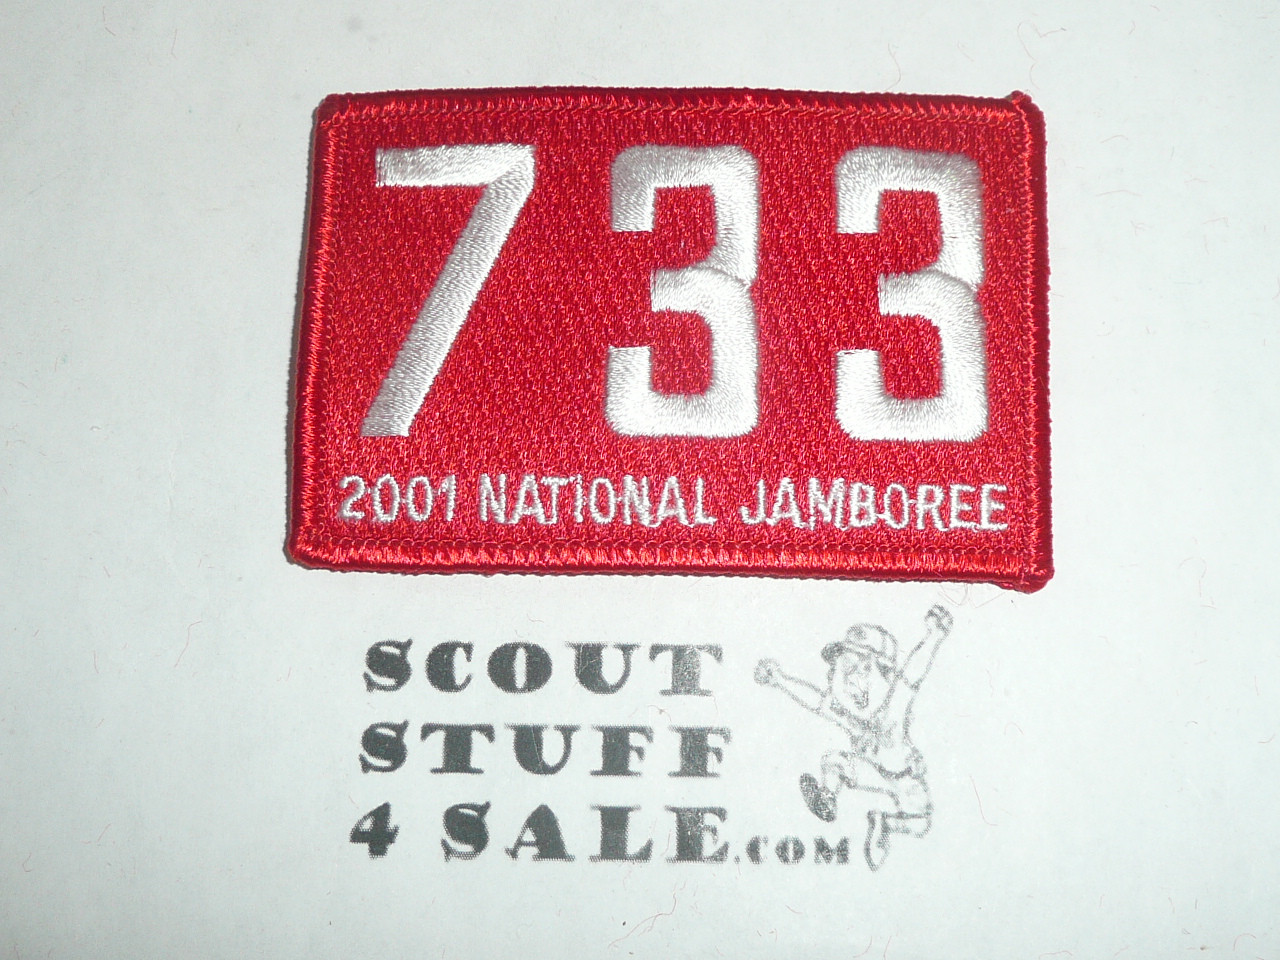 733
2001 NATIONAL JAMBOREE
SCOUT
STUFF
4 SALE.COM